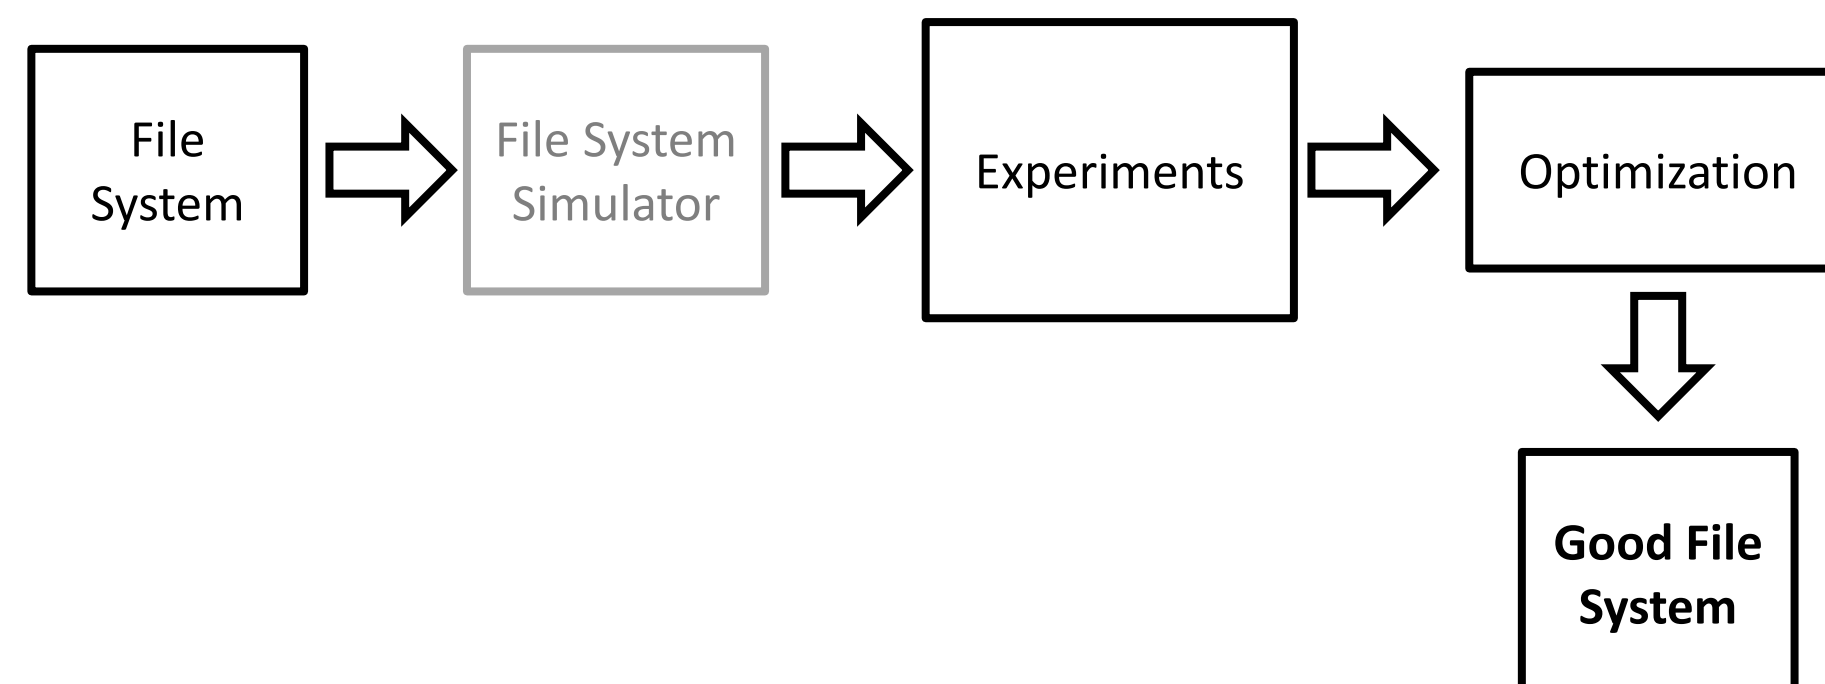 File
System
File System
Simulator
Experiments
Optimization
Good File
System